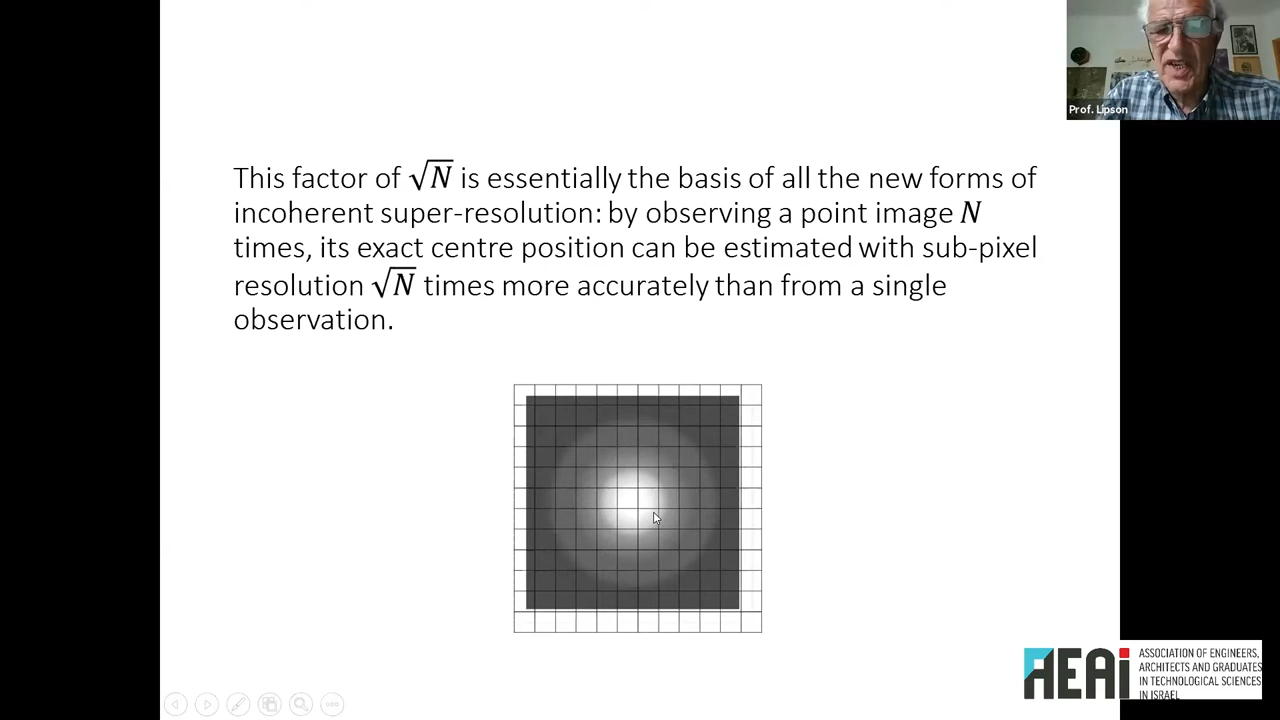 Prof. Lipson
This factor of √N is essentially the basis of all the new forms of
incoherent super-resolution: by observing a point image N
times, its exact centre position can be estimated with sub-pixel
resolution √N times more accurately than from a single
observation.
AEAi
ASSOCIATION OF ENGINEERS,
ARCHITECTS AND GRADUATES
IN TECHNOLOGICAL SCIENCES
IN ISRAEL